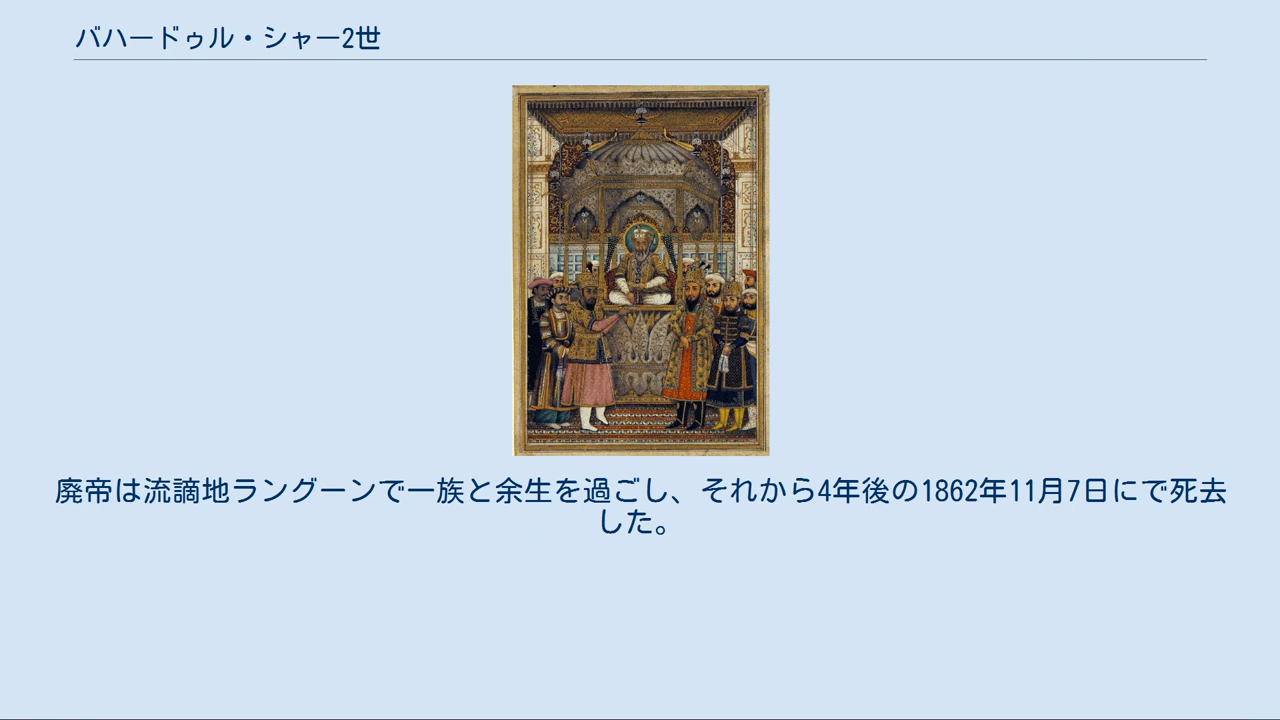 バハードゥル・シャー2世
廃帝は流謫地ラングーンで一族と余生を過ごし、それから4年後の1862年11月7日にで死去
した。